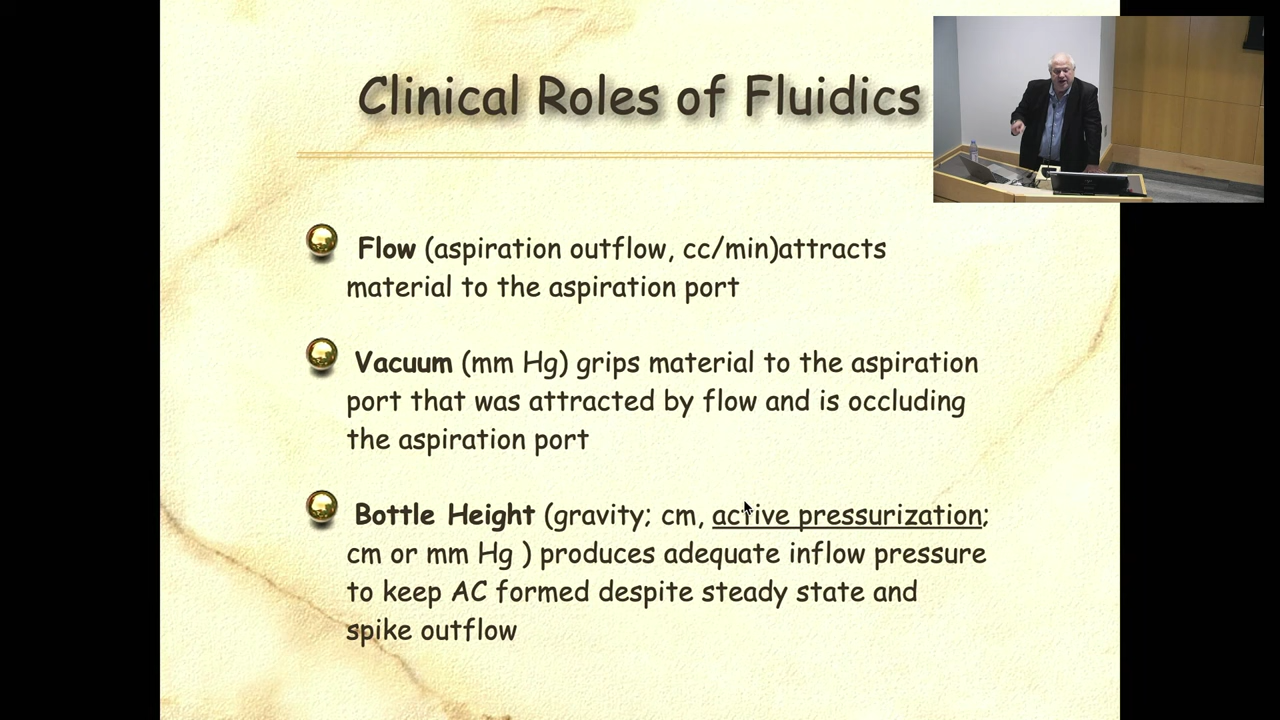 Clinical Roles of Fluidics
Flow (aspiration outflow, cc/min)attracts
material to the aspiration port
Vacuum (mm Hg) grips material to the aspiration
port that was attracted by flow and is occluding
the aspiration port
Bottle Height (gravity; cm, active pressurization;
cm or mm Hg ) produces adequate inflow pressure
to keep AC formed despite steady state and
spike outflow